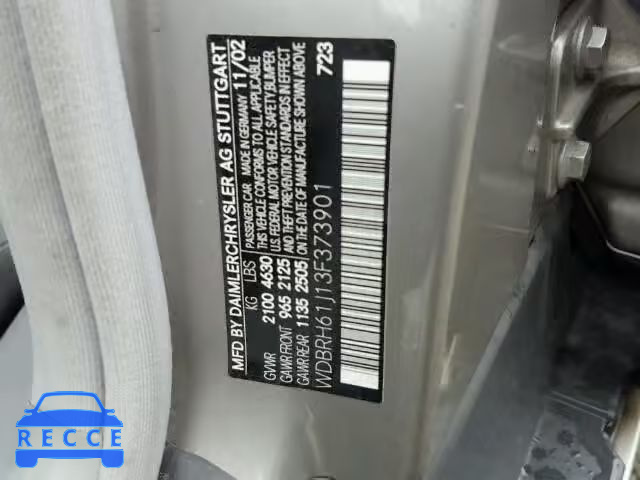 MFD BY DAIMLERCHRYSLER AG STUTTGART
KG LBS PASSENGER CAR MADE IN GERMANY 11/02
GVWR 2100 4630 THIS VEHICLE CONFORMS TO ALL APPLICABLE
U.S. FEDERAL MOTOR VEHICLE SAFETY/BUMPER
GAWR FRONT 965 2125 AND THEFT PREVENTION STANDARDS IN EFFECT
GAWR REAR 1135 2505 ON THE DATE OF MANUFACTURE SHOWN ABOVE
WDBRH61J13F373901 723
RECCE